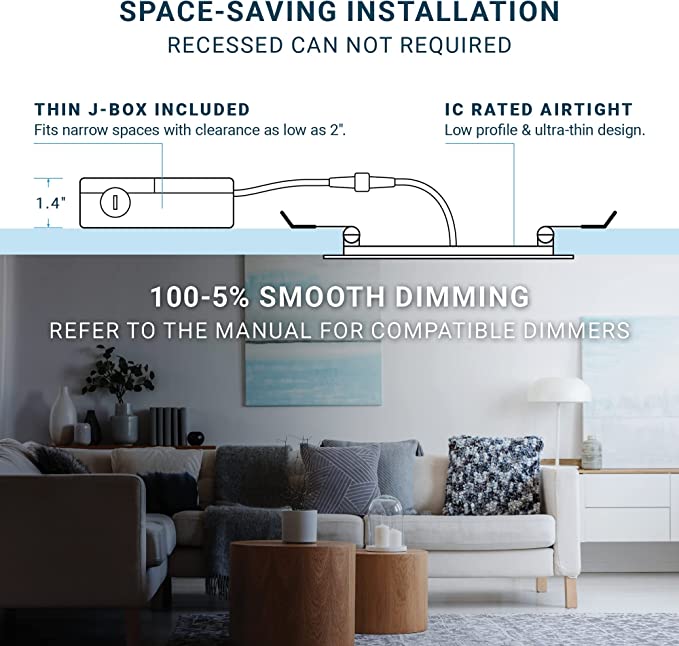 SPACE-SAVING INSTALLATION
RECESSED CAN NOT REQUIRED
THIN J-BOX INCLUDED
Fits narrow spaces with clearance as low as 2".
IC RATED AIRTIGHT
Low profile & ultra-thin design.
1.4"
100-5% SMOOTH DIMMING
REFER TO THE MANUAL FOR COMPATIBLE DIMMERS